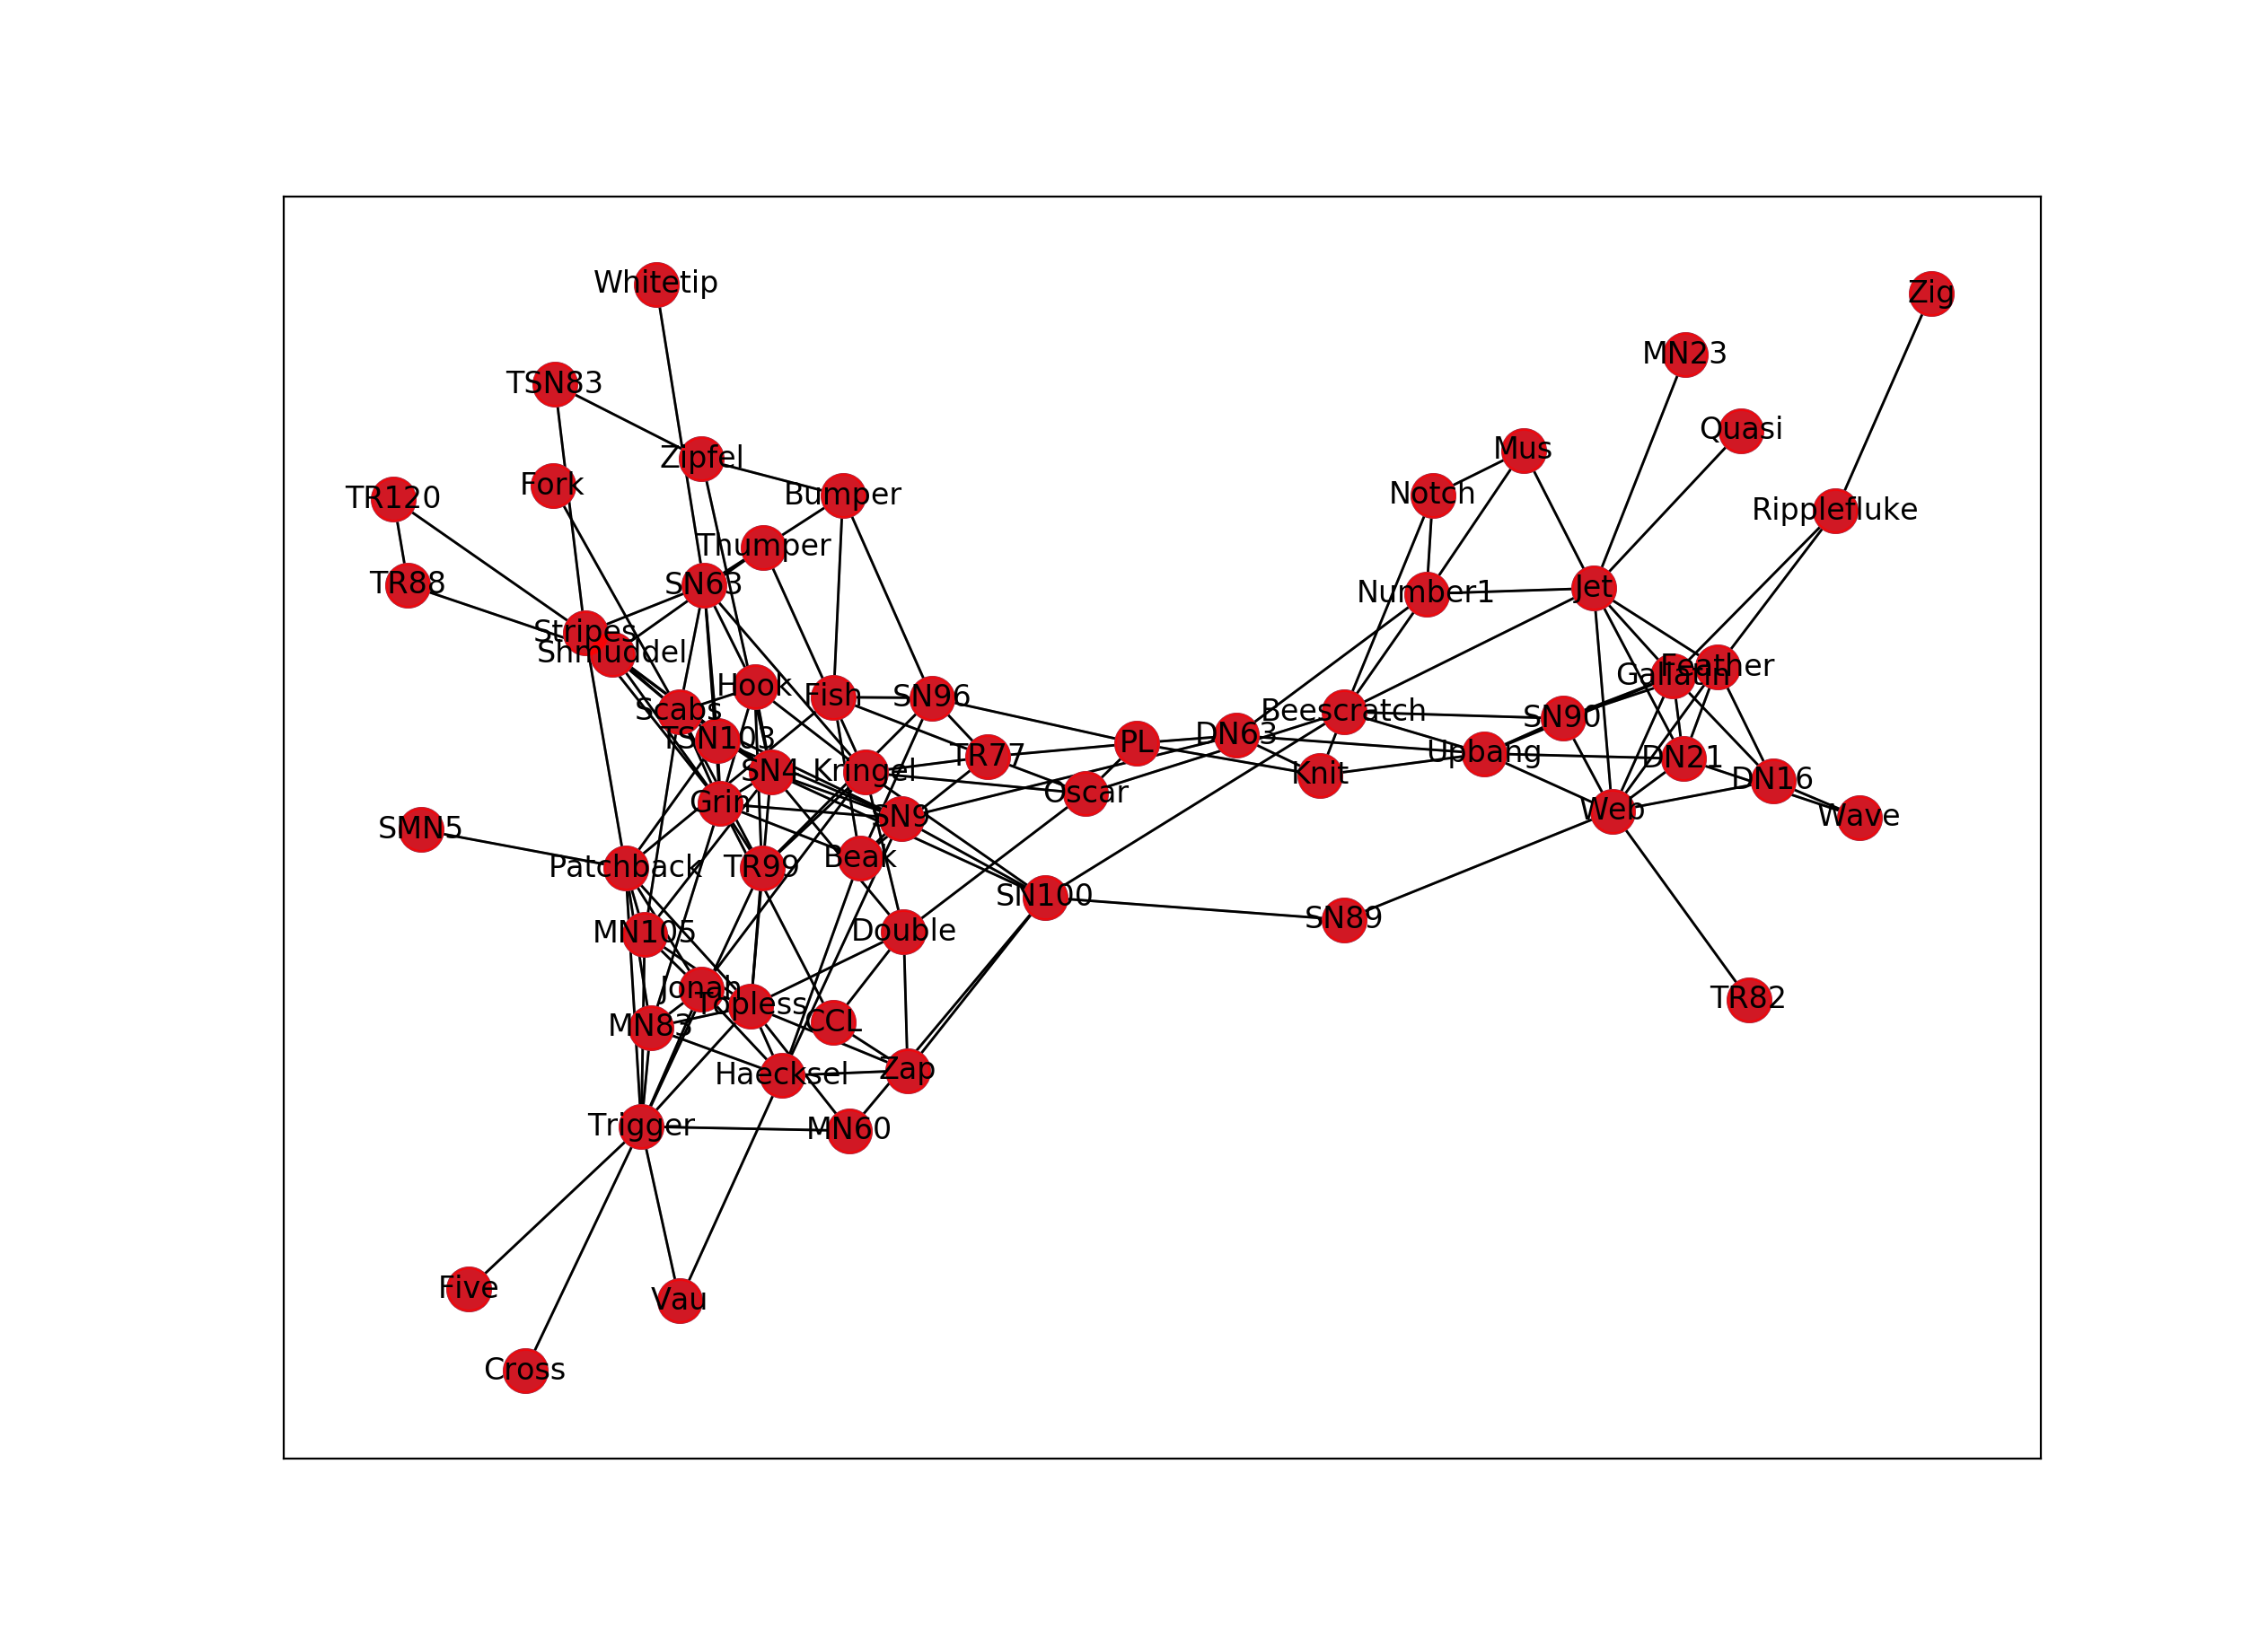 Whitetip
Zig
MN23
TSN83
Quasi
Mus
Zipfel
Fork
Bumper
Notch
TR120
Ripplefluke
Thumper
SN63
TR88
Number1
Jet
Stripes
Shmuddel
Feather
Gallatin
Hook
Fish
SN96
Scabs
Beescratch
SN90
TSN103
DN63
PL
Upbang
TR77
DN21
SN4
Kringel
Knit
DN16
Oscar
Grin
SN9
Web
Wave
SMN5
Beak
Patchback
TR99
SN100
SN89
MN105
Double
Jonah
TR82
Topless
CCL
MN83
Haecksel
Zap
Trigger
MN60
Five
Vau
Cross